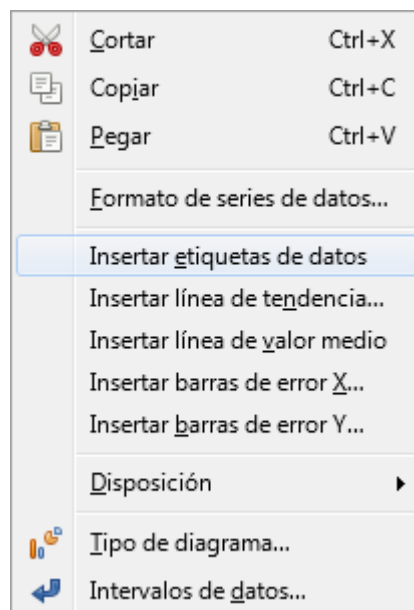 Cortar Ctrl+X
Copiar Ctrl+C
Pegar Ctrl+V
Formato de series de datos...
Insertar etiquetas de datos
Insertar línea de tendencia...
Insertar línea de valor medio
Insertar barras de error X...
Insertar barras de error Y...
Disposición
Tipo de diagrama...
Intervalos de datos...